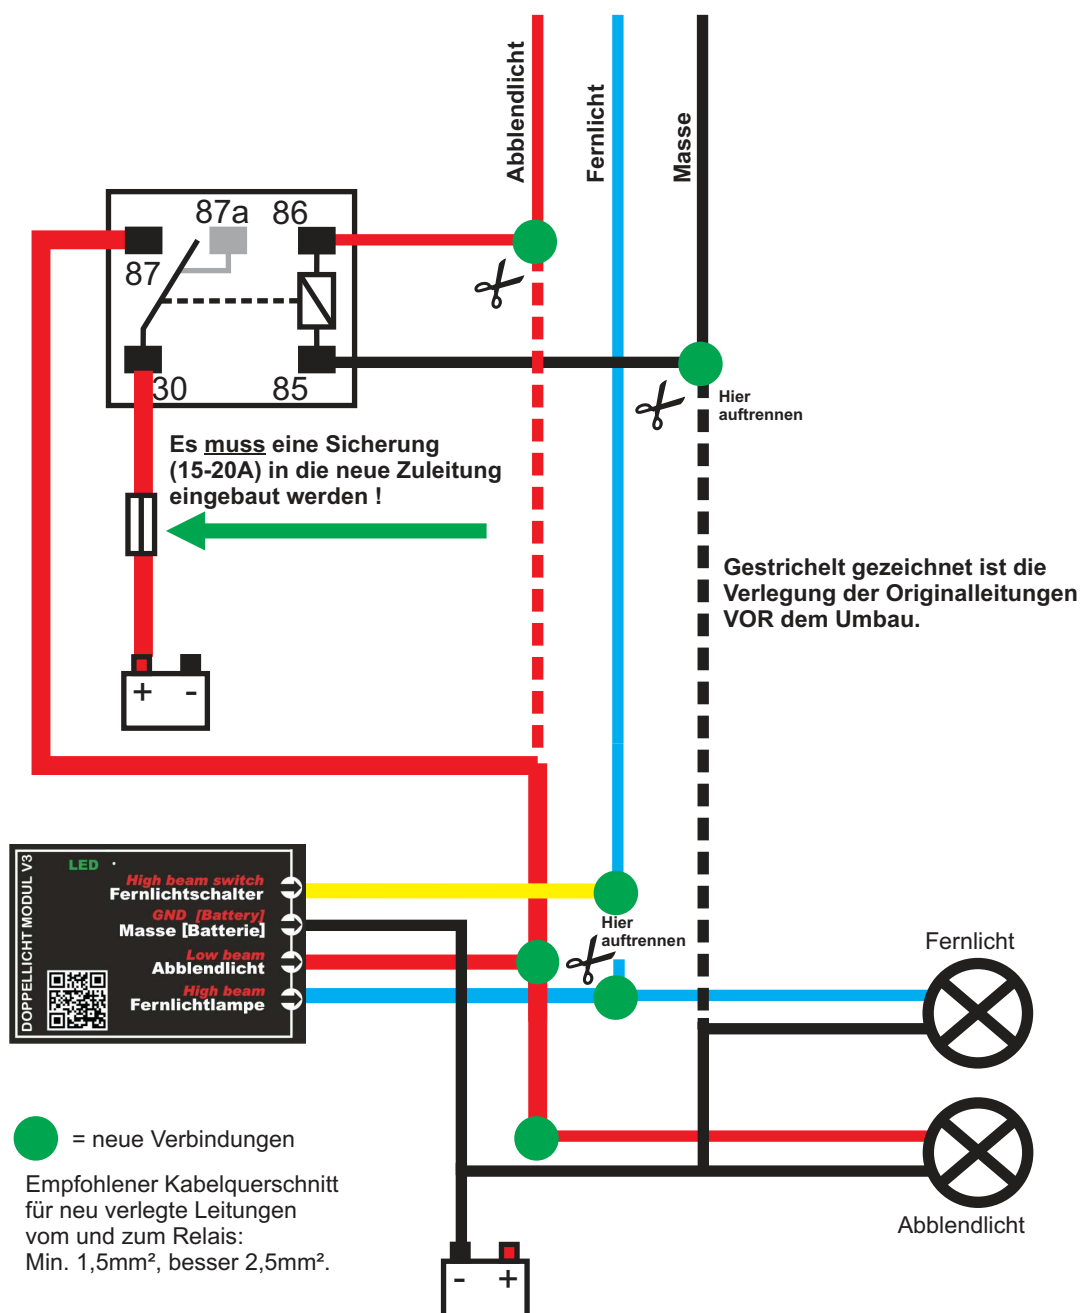 Abblendlicht
Fernlicht
Masse
87a
86
87
30
85
Hier
auftrennen
Es muss eine Sicherung
(15-20A) in die neue Zuleitung
eingebaut werden !
Gestrichelt gezeichnet ist die
Verlegung der Originalleitungen
VOR dem Umbau.
+ -
DOPPELLICHT MODUL V3
LED
High beam switch
Fernlichtschalter
GND [Battery]
Masse [Batterie]
Low beam
Abblendlicht
High beam
Fernlichtlampe
Hier
auftrennen
Fernlicht
Abblendlicht
= neue Verbindungen
Empfohlener Kabelquerschnitt
für neu verlegte Leitungen
vom und zum Relais:
Min. 1,5mm², besser 2,5mm².
- +